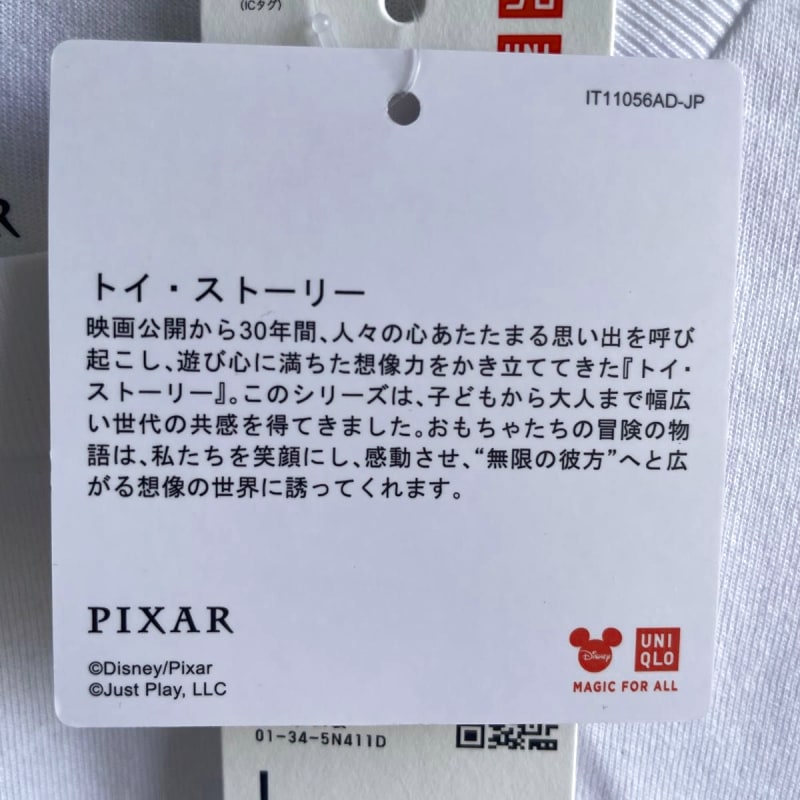 (ICタグ)
UNI
IT11056AD-JP
R
トイ・ストーリー
映画公開から30年間、人々の心あたたまる思い出を呼び
起こし、遊び心に満ちた想像力をかき立ててきた『トイ・
ストーリー』。このシリーズは、子どもから大人まで幅広
い世代の共感を得てきました。おもちゃたちの冒険の物
語は、私たちを笑顔にし、感動させ、“無限の彼方”へと広
がる想像の世界に誘ってくれます。
PIXAR
©Disney/Pixar
©Just Play, LLC
Disney
UNI
QLO
MAGIC FOR ALL
01-34-5N411D